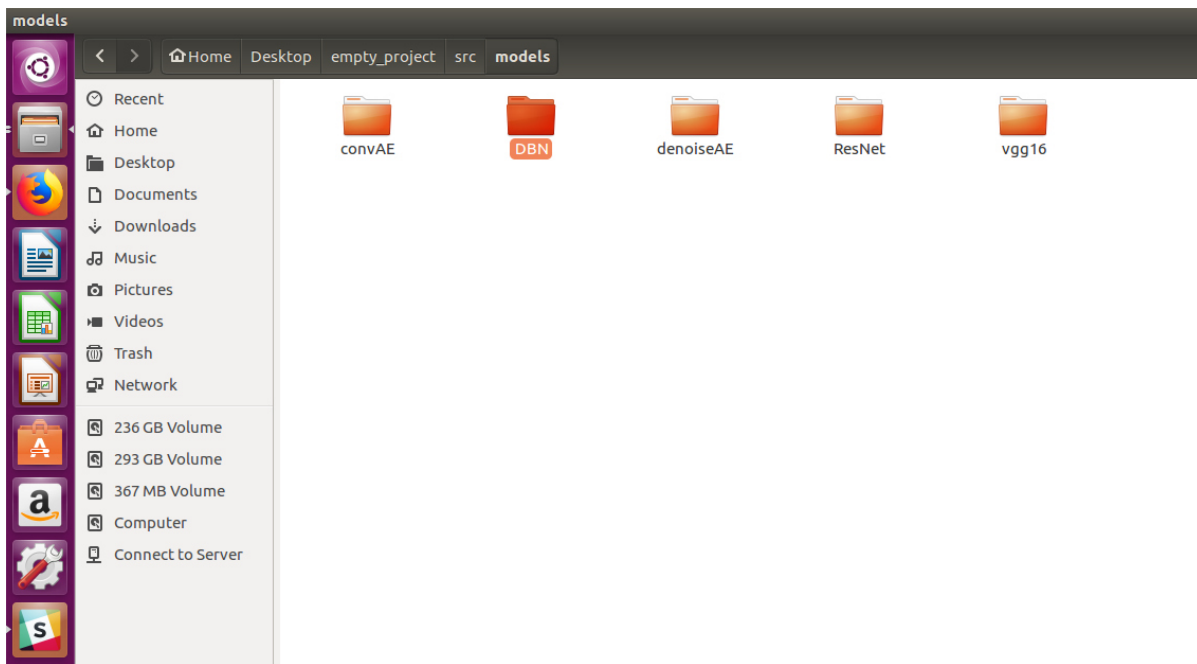 models
Home Desktop empty_project src models
Recent
Home
Desktop
Documents
Downloads
Music
Pictures
Videos
Trash
Network
236 GB Volume
293 GB Volume
367 MB Volume
Computer
Connect to Server
convAE DBN denoiseAE ResNet vgg16
A
a
S